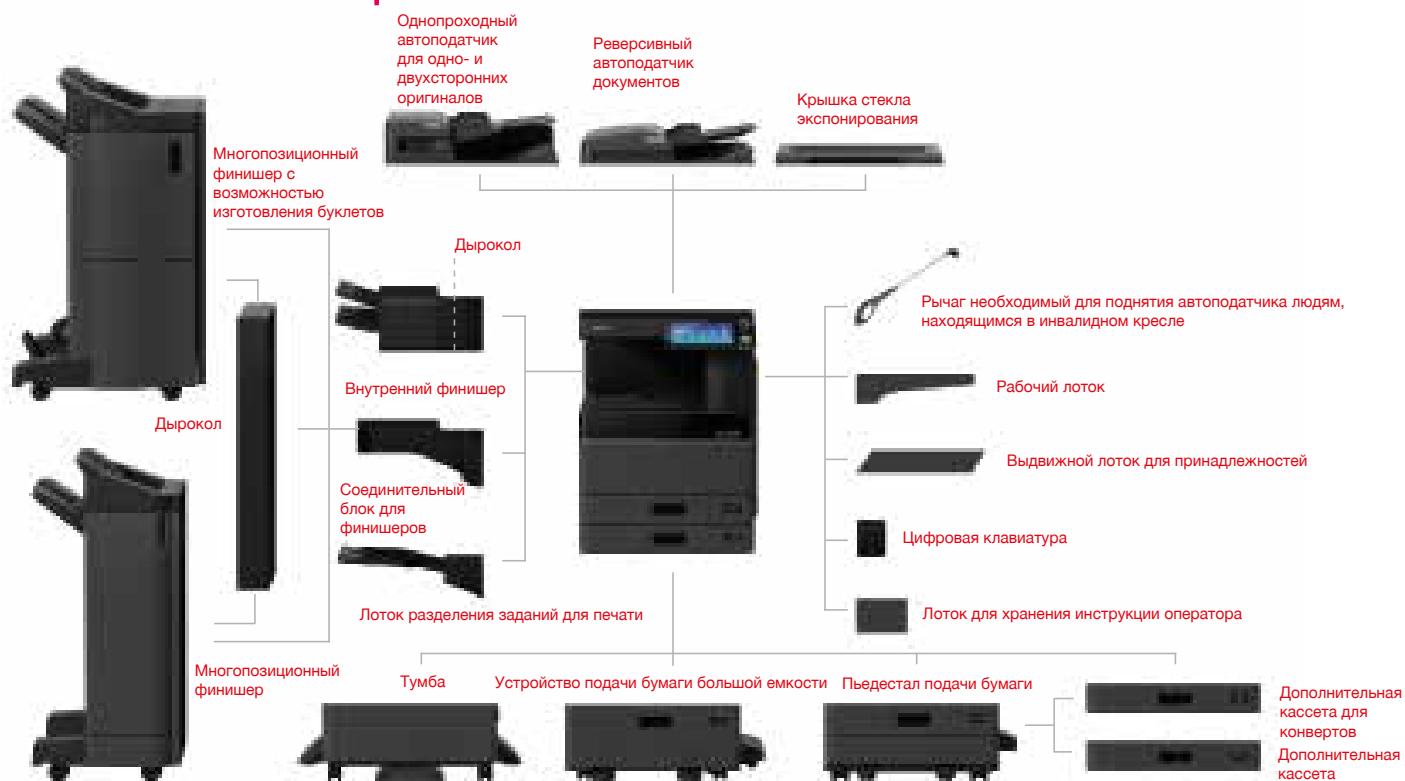 Однопроходный
автоподатчик
для одно- и
двухсторонних
оригиналов
Реверсивный
автоподатчик
документов
Крышка стекла
экспонирования
Многопозиционный
финишер с
возможностью
изготовления буклетов
Дырокол
Рычаг необходимый для поднятия автоподатчика людям,
находящимся в инвалидном кресле
Внутренний финишер
Рабочий лоток
Дырокол
Выдвижной лоток для принадлежностей
Соединительный
блок для
финишеров
Цифровая клавиатура
Лоток разделения заданий для печати
Лоток для хранения инструкции оператора
Многопозиционный
финишер
Тумба
Устройство подачи бумаги большой емкости
Пьедестал подачи бумаги
Дополнительная
кассета для
конвертов
Дополнительная
кассета